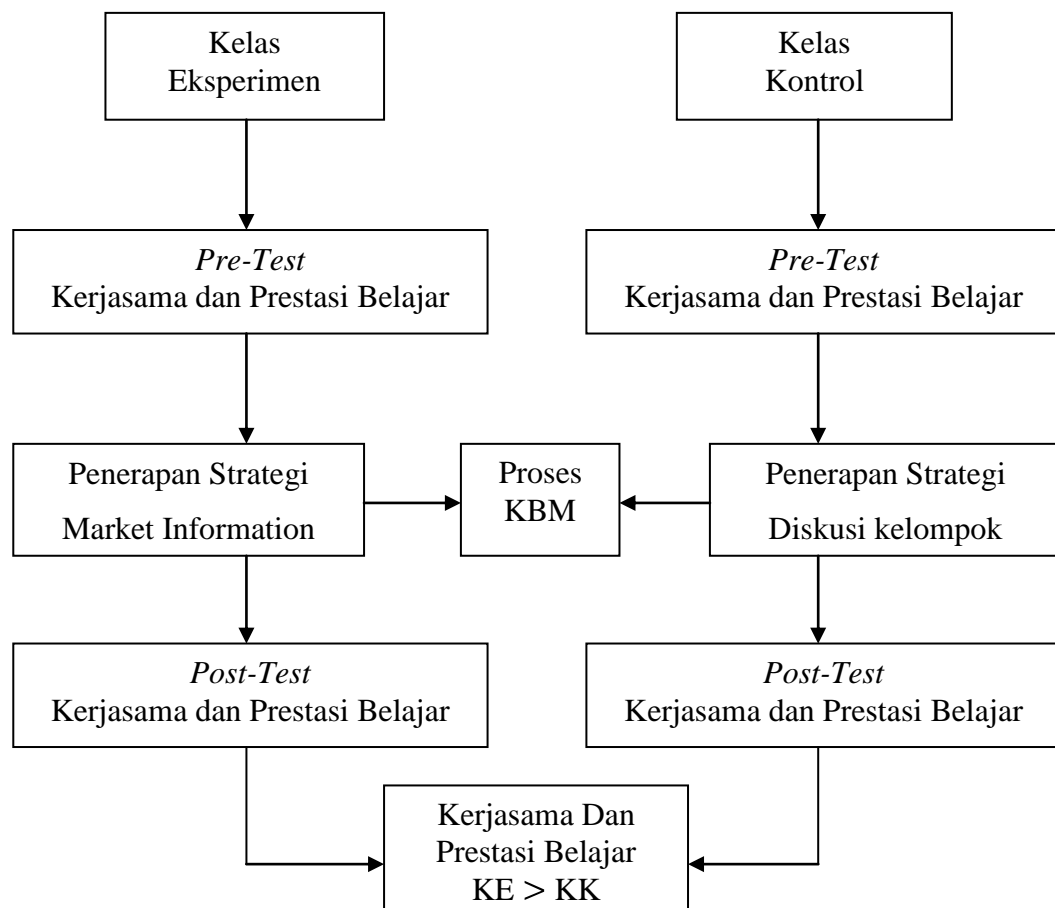 Kelas
Eksperimen
Kelas
Kontrol
Pre-Test
Kerjasama dan Prestasi Belajar
Pre-Test
Kerjasama dan Prestasi Belajar
Penerapan Strategi
Market Information
Proses
KBM
Penerapan Strategi
Diskusi kelompok
Post-Test
Kerjasama dan Prestasi Belajar
Post-Test
Kerjasama dan Prestasi Belajar
Kerjasama Dan
Prestasi Belajar
KE > KK